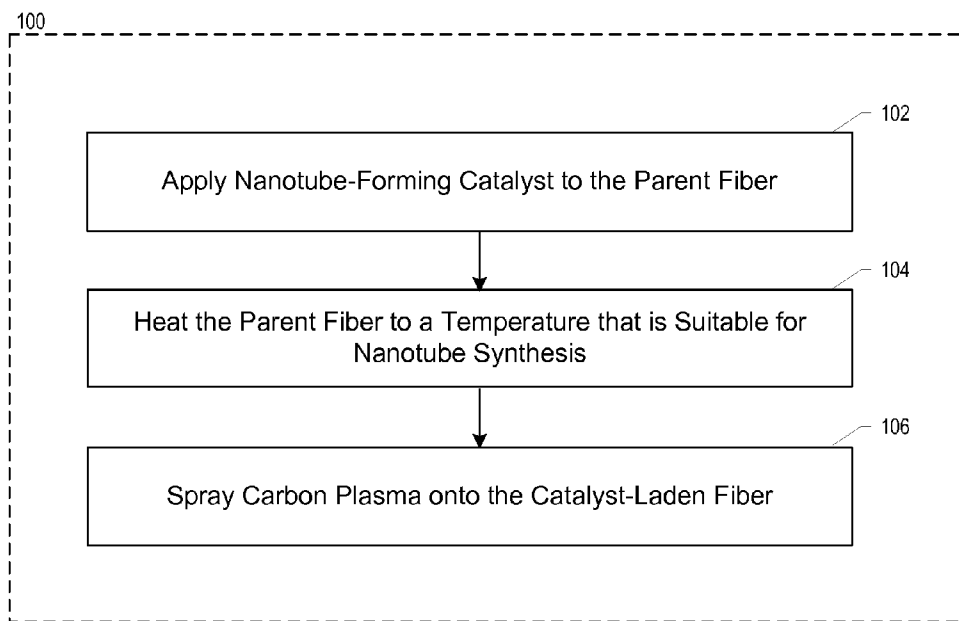 100
102
Apply Nanotube-Forming Catalyst to the Parent Fiber
104
Heat the Parent Fiber to a Temperature that is Suitable for
Nanotube Synthesis
106
Spray Carbon Plasma onto the Catalyst-Laden Fiber